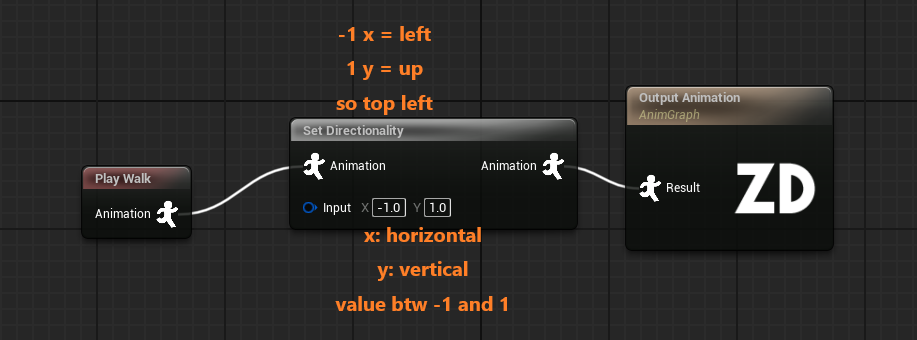 -1 x = left
1 y = up
so top left
Output Animation
AnimGraph
Set Directionality
Animation
Animation
Play Walk
Animation
Result
ZD
Input X -1.0 Y 1.0
x: horizontal
y: vertical
value btw -1 and 1